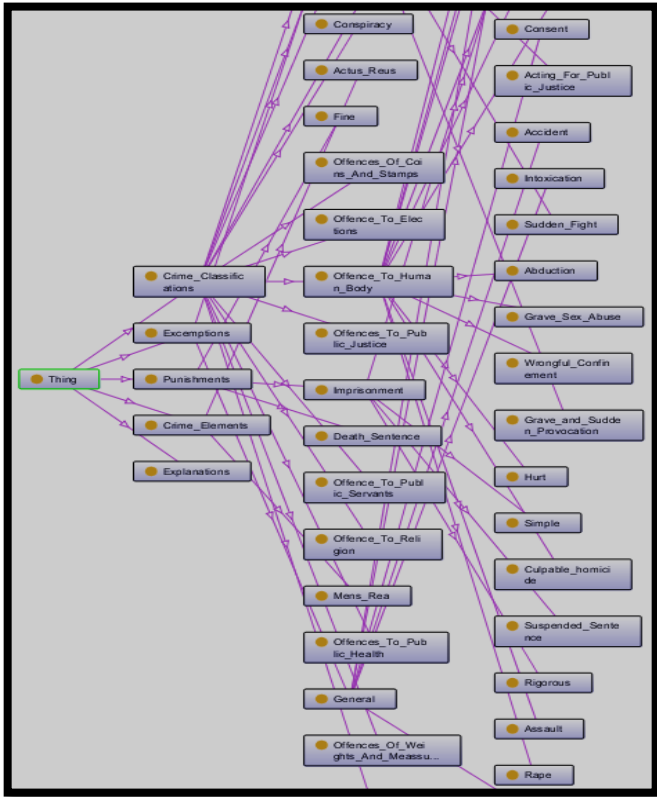 Thing
Crime_Classific
ations
Excemptions
Punishments
Crime_Elements
Explanations
Conspiracy
Actus_Reus
Fine
Offences_Of_Coi
ns_And_Stamps
Offence_To_Elec
tions
Offence_To_Huma
n_Body
Offences_To_Pub
lic_Justice
Imprisonment
Death_Sentence
Offence_To_Publ
ic_Servants
Offence_To_Reli
gion
Mens_Rea
Offences_To_Pub
lic_Health
General
Offences_Of_Wei
ghts_And_Meassu...
Consent
Acting_For_Publ
ic_Justice
Accident
Intoxication
Sudden_Fight
Abduction
Grave_Sex_Abuse
Wrongful_Confin
ement
Grave_and_Sudde
n_Provocation
Hurt
Simple
Culpable_homici
de
Suspended_Sente
nce
Rigorous
Assault
Rape